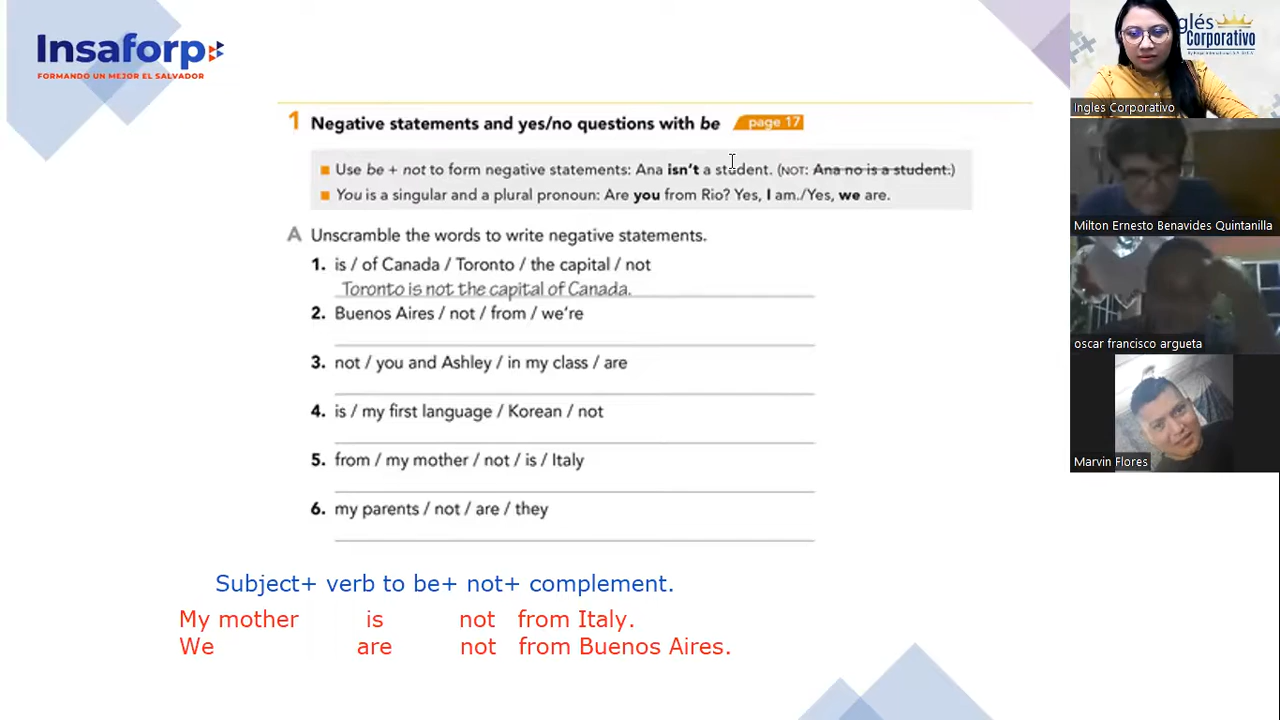 Insaforp
FORMANDO UN MEJOR EL SALVADOR
1 Negative statements and yes/no questions with be page 17
Use be + not to form negative statements: Ana isn't a student. (NOT: Ana no is a student.)
You is a singular and a plural pronoun: Are you from Rio? Yes, I am./Yes, we are.
A Unscramble the words to write negative statements.
1. is / of Canada / Toronto / the capital / not
Toronto is not the capital of Canada.
2. Buenos Aires / not / from / we're
3. not / you and Ashley / in my class / are
4. is / my first language / Korean / not
5. from / my mother / not / is / Italy
6. my parents / not / are / they
Subject+ verb to be+ not+ complement.
My mother is not from Italy.
We are not from Buenos Aires.
glés
Corporativo
Ingles Corporativo
Milton Ernesto Benavides Quintanilla
oscar francisco argueta
Marvin Flores